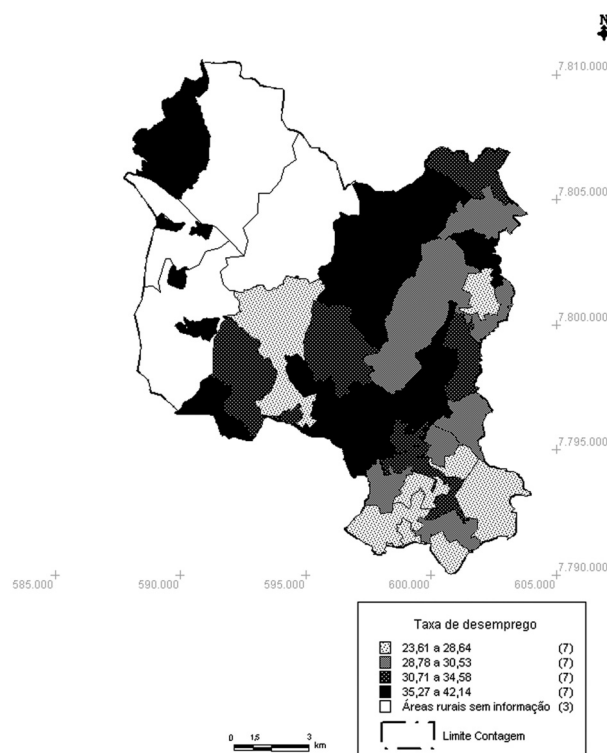 N
7.810.000
7.805.000
7.800.000
7.795.000
7.790.000
585.000 590.000 595.000 600.000 605.000
Taxa de desemprego
23,61 a 28,64 (7)
28,78 a 30,53 (7)
30,71 a 34,58 (7)
35,27 a 42,14 (7)
Áreas rurais sem informação (3)
Limite Contagem
0 1,5 3
km